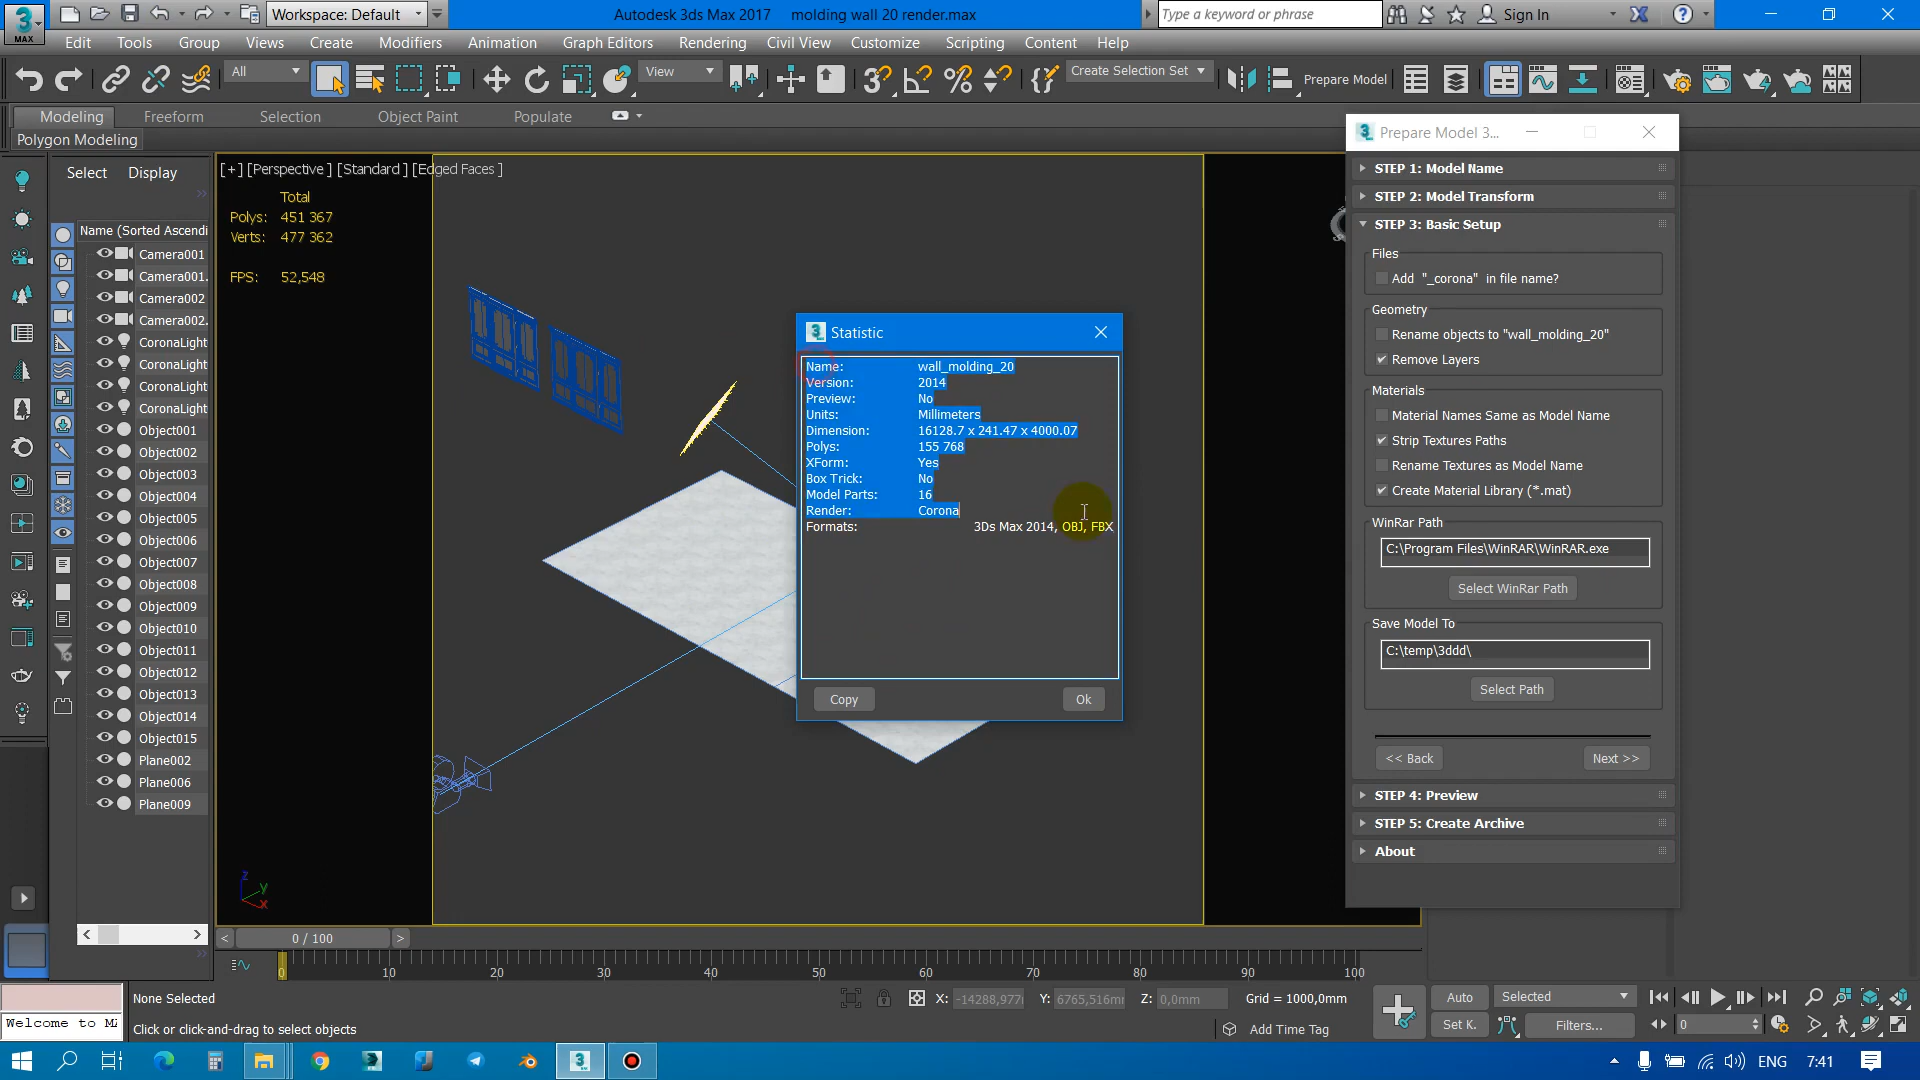 3
MAX
Workspace: Default
Autodesk 3ds Max 2017    molding wall 20 render.max
Type a keyword or phrase
Sign In
Edit
Tools
Group
Views
Create
Modifiers
Animation
Graph Editors
Rendering
Civil View
Customize
Scripting
Content
Help
All
View
Create Selection Set
Prepare Model
Modeling
Freeform
Selection
Object Paint
Populate
Polygon Modeling
Select
Display
Name (Sorted Ascendi
Camera001
Camera001.
Camera002
Camera002.
CoronaLight
CoronaLight
CoronaLight
CoronaLight
Object001
Object002
Object003
Object004
Object005
Object006
Object007
Object008
Object009
Object010
Object011
Object012
Object013
Object014
Object015
Plane002
Plane006
Plane009
[+] [Perspective ] [Standard ] [Edged Faces ]
Total
Polys: 451 367
Verts: 477 362
FPS: 52,548
z
y
x
Statistic
Name: wall_molding_20
Version: 2014
Preview: No
Units: Millimeters
Dimension: 16128.7 x 241.47 x 4000.07
Polys: 155 768
XForm: Yes
Box Trick: No
Model Parts: 16
Render: Corona
Formats: 3Ds Max 2014, OBJ, FBX
Copy
Ok
Prepare Model 3...
STEP 1: Model Name
STEP 2: Model Transform
STEP 3: Basic Setup
Files
Add "_corona" in file name?
Geometry
Rename objects to "wall_molding_20"
Remove Layers
Materials
Material Names Same as Model Name
Strip Textures Paths
Rename Textures as Model Name
Create Material Library (*.mat)
WinRar Path
C:\Program Files\WinRAR\WinRAR.exe
Select WinRar Path
Save Model To
C:\temp\3ddd\
Select Path
<< Back
Next >>
STEP 4: Preview
STEP 5: Create Archive
About
0 / 100
0 10 20 30 40 50 60 70 80 90 100
None Selected
X: -14288,977 Y: 6765,516m Z: 0,0mm Grid = 1000,0mm
Auto
Selected
Welcome to M
Click or click-and-drag to select objects
Add Time Tag
Set K.
Filters...
0
ENG
7:41